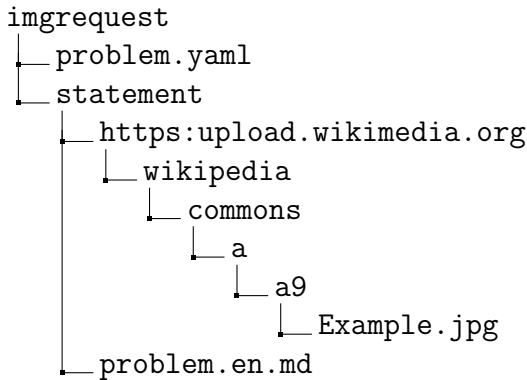 imgrequest
problem.yaml
statement
https:upload.wikimedia.org
wikipedia
commons
a
a9
Example.jpg
problem.en.md